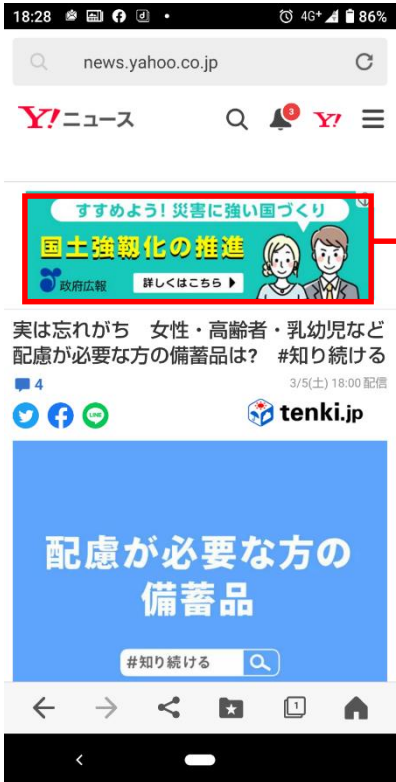 18:28 4G+ 86%
news.yahoo.co.jp
Y!ニュース 3 Y!
すすめよう！災害に強い国づくり
国土強靱化の推進
政府広報 詳しくはこちら
実は忘れがち　女性・高齢者・乳幼児など
配慮が必要な方の備蓄品は?　#知り続ける
4 3/5(土) 18:00 配信
LINE tenki.jp
配慮が必要な方の
備蓄品
#知り続ける
1